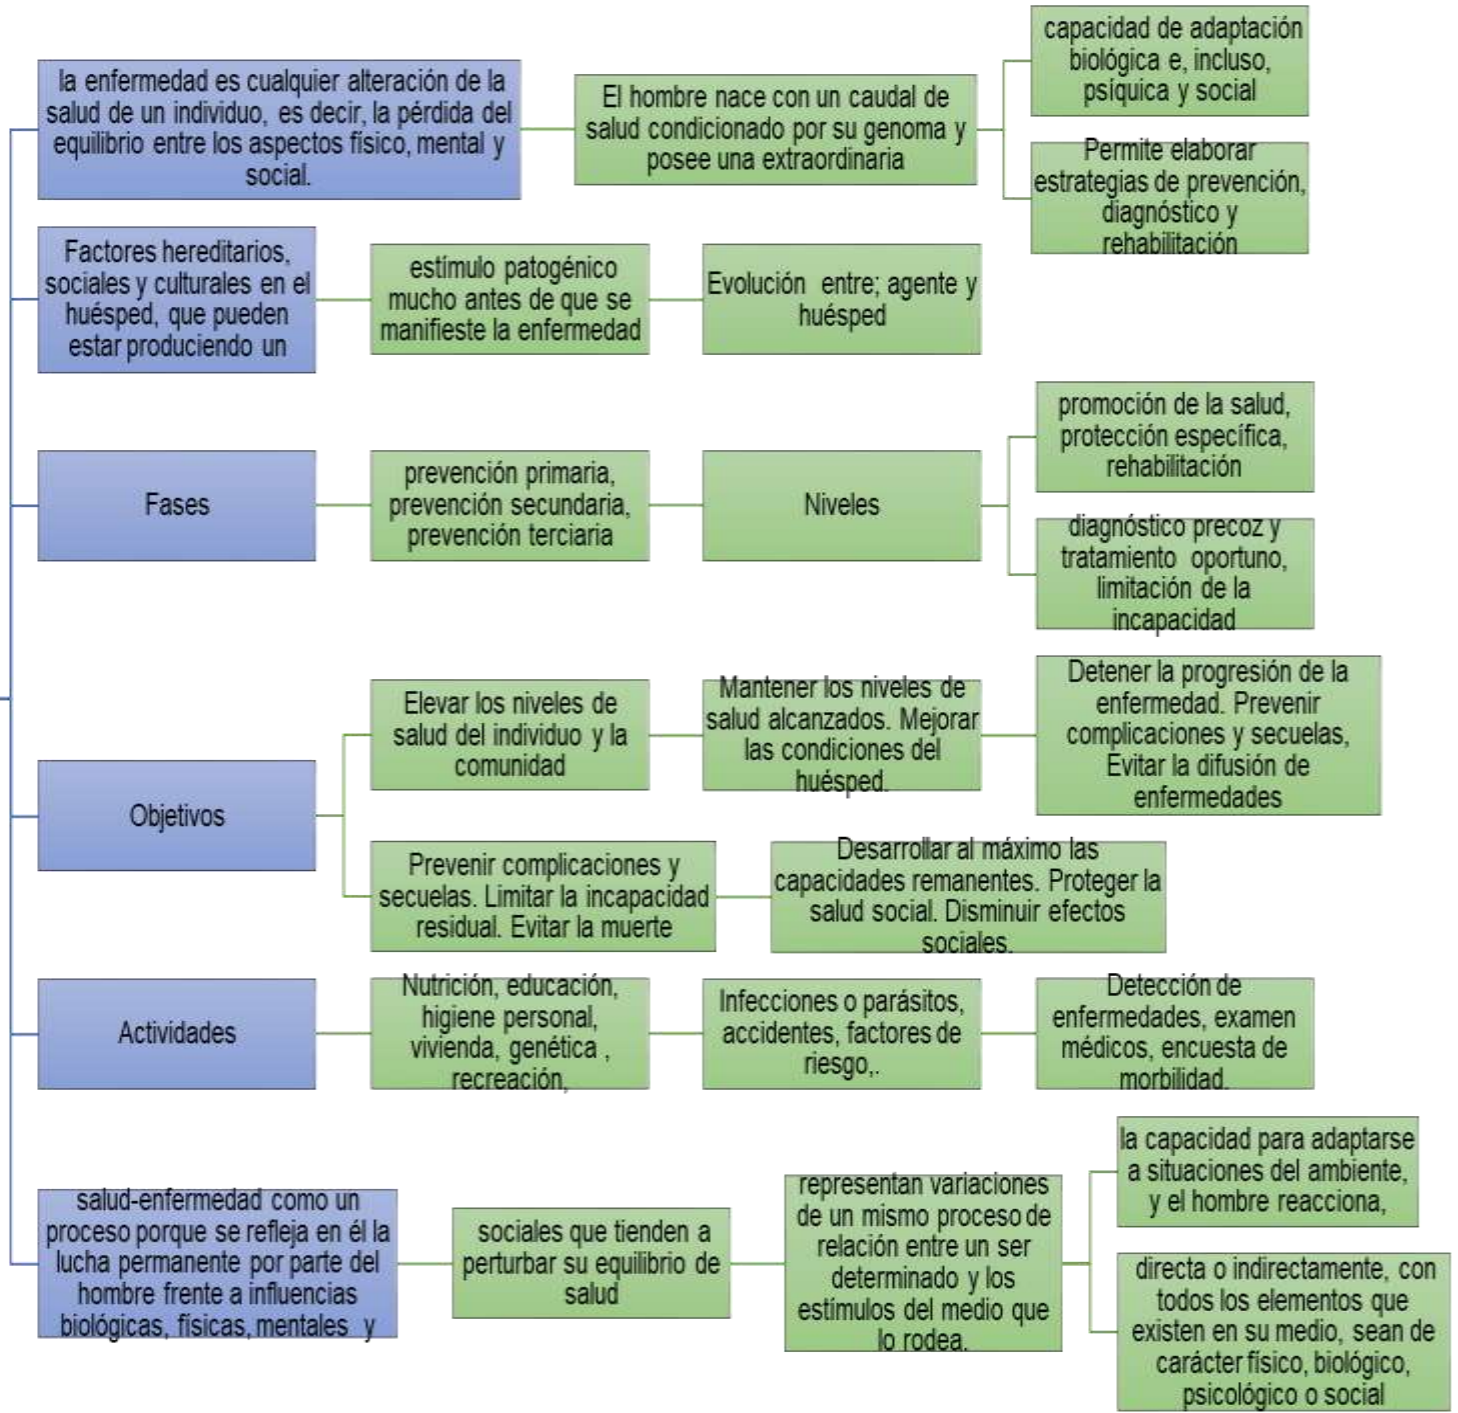 la enfermedad es cualquier alteración de la
salud de un individuo, es decir, la pérdida del
equilibrio entre los aspectos físico, mental y
social.
El hombre nace con un caudal de
salud condicionado por su genoma y
posee una extraordinaria
capacidad de adaptación
biológica e, incluso,
psíquica y social
Permite elaborar
estrategias de prevención,
diagnóstico y
rehabilitación
Factores hereditarios,
sociales y culturales en el
huésped, que pueden
estar produciendo un
estímulo patogénico
mucho antes de que se
manifieste la enfermedad
Evolución entre; agente y
huésped
Fases
prevención primaria,
prevención secundaria,
prevención terciaria
Niveles
promoción de la salud,
protección específica,
rehabilitación
diagnóstico precoz y
tratamiento oportuno,
limitación de la
incapacidad
Objetivos
Elevar los niveles de
salud del individuo y la
comunidad
Mantener los niveles de
salud alcanzados. Mejorar
las condiciones del
huésped.
Detener la progresión de la
enfermedad. Prevenir
complicaciones y secuelas,
Evitar la difusión de
enfermedades
Prevenir complicaciones y
secuelas. Limitar la incapacidad
residual. Evitar la muerte
Desarrollar al máximo las
capacidades remanentes. Proteger la
salud social. Disminuir efectos
sociales.
Actividades
Nutrición, educación,
higiene personal,
vivienda, genética ,
recreación,
Infecciones o parásitos,
accidentes, factores de
riesgo,.
Detección de
enfermedades, examen
médicos, encuesta de
morbilidad.
salud-enfermedad como un
proceso porque se refleja en él la
lucha permanente por parte del
hombre frente a influencias
biológicas, físicas, mentales y
sociales que tienden a
perturbar su equilibrio de
salud
representan variaciones
de un mismo proceso de
relación entre un ser
determinado y los
estímulos del medio que
lo rodea.
la capacidad para adaptarse
a situaciones del ambiente,
y el hombre reacciona,
directa o indirectamente, con
todos los elementos que
existen en su medio, sean de
carácter físico, biológico,
psicológico o social